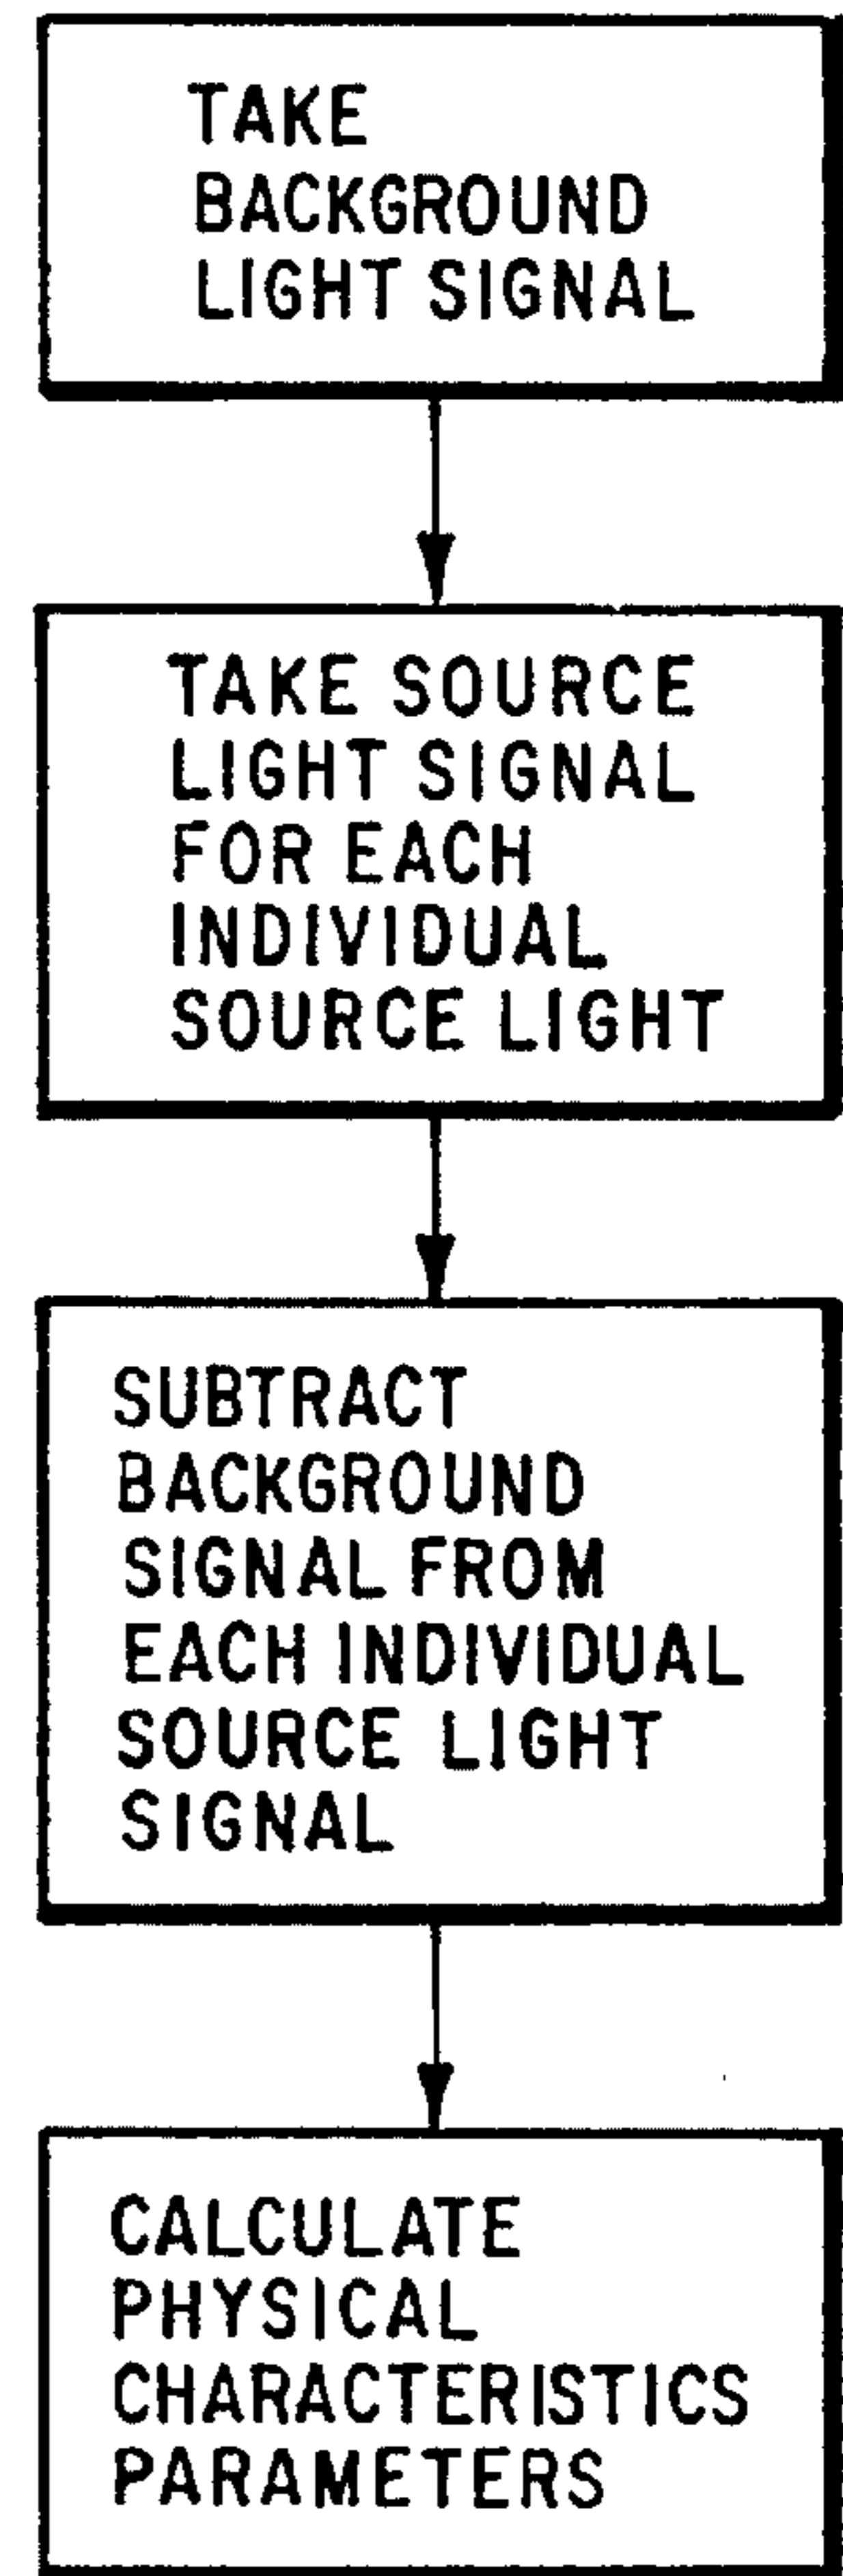 TAKE
BACKGROUND
LIGHT SIGNAL
TAKE SOURCE
LIGHT SIGNAL
FOR EACH
INDIVIDUAL
SOURCE LIGHT
SUBTRACT
BACKGROUND
SIGNAL FROM
EACH INDIVIDUAL
SOURCE LIGHT
SIGNAL
CALCULATE
PHYSICAL
CHARACTERISTICS
PARAMETERS